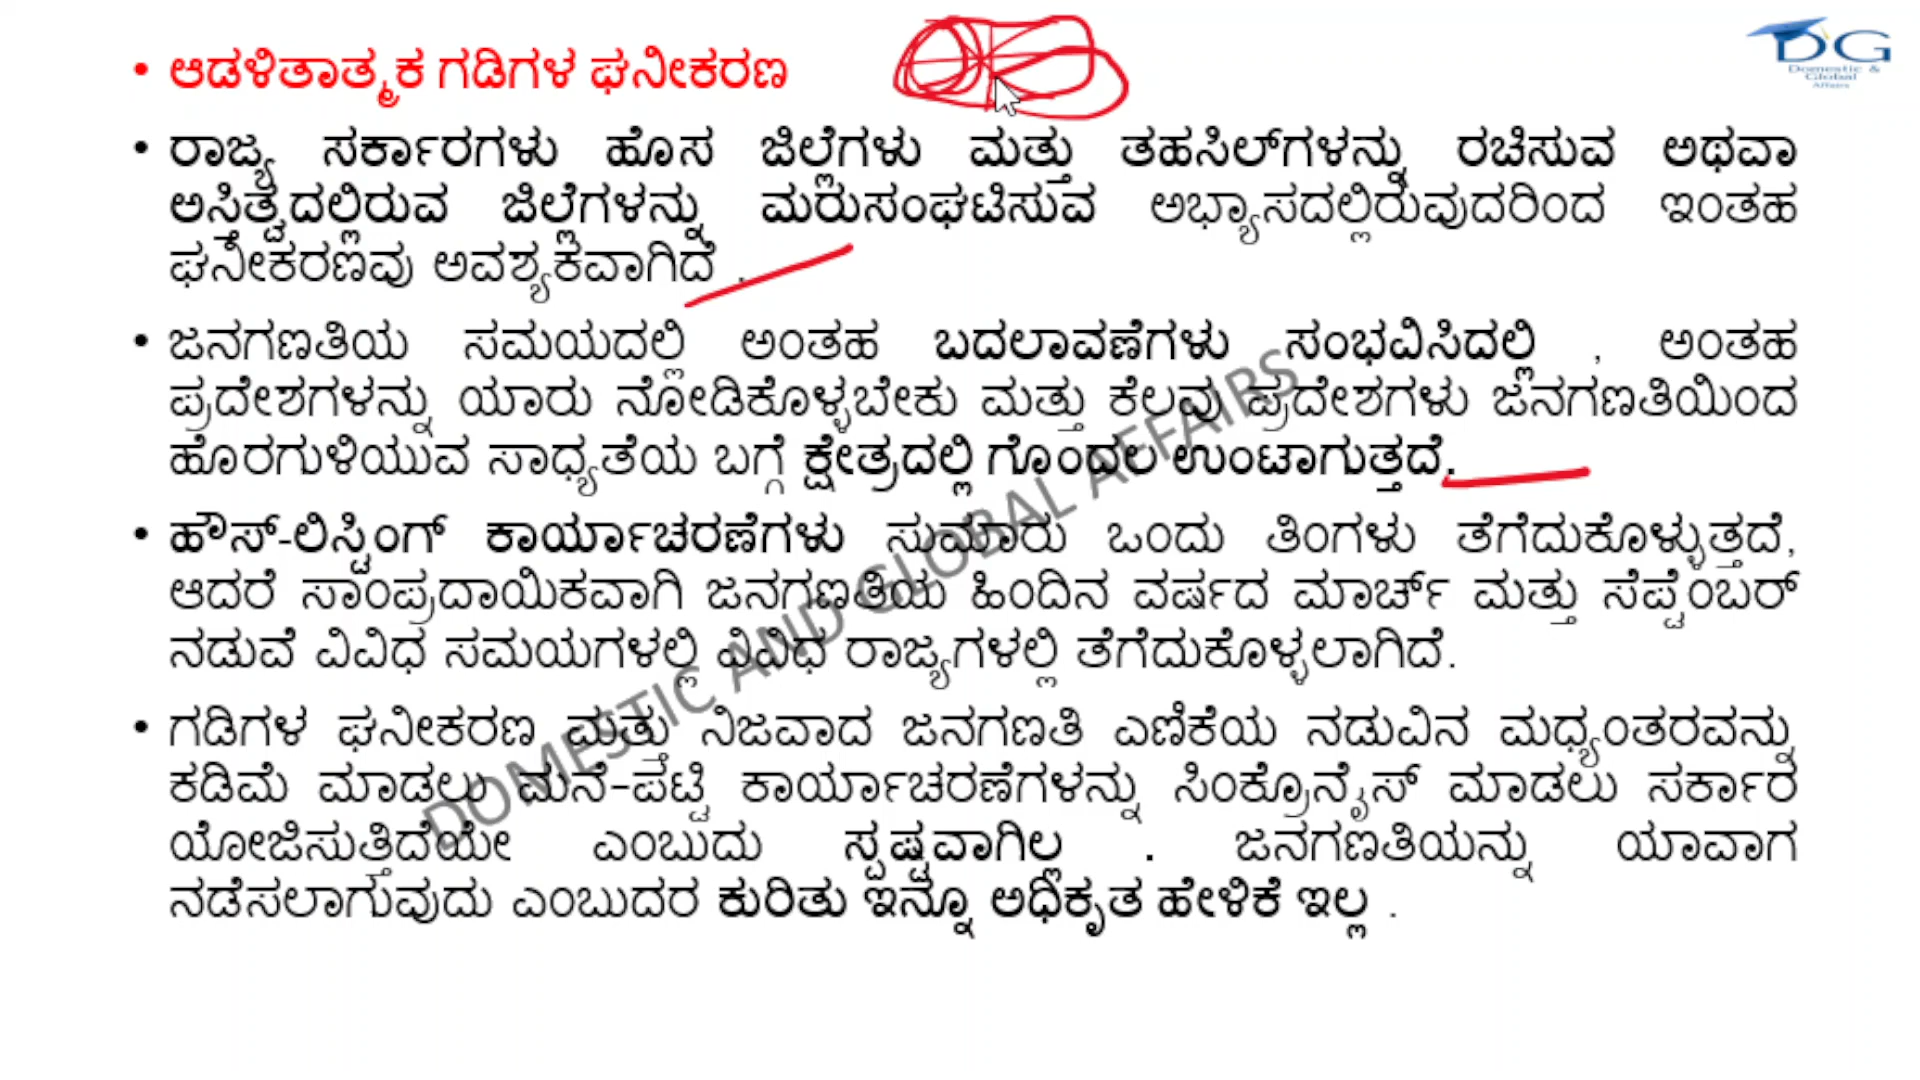 • ಆಡಳಿತಾತ್ಮಕ ಗಡಿಗಳ ಘನೀಕರಣ
DG
Domestic &
Global
Affairs
• ರಾಜ್ಯ ಸರ್ಕಾರಗಳು ಹೊಸ ಜಿಲ್ಲೆಗಳು ಮತ್ತು ತಹಸಿಲ್‌ಗಳನ್ನು ರಚಿಸುವ ಅಥವಾ
ಅಸ್ತಿತ್ವದಲ್ಲಿರುವ ಜಿಲ್ಲೆಗಳನ್ನು ಮರುಸಂಘಟಿಸುವ ಅಭ್ಯಾಸದಲ್ಲಿರುವುದರಿಂದ ಇಂತಹ
ಘನೀಕರಣವು ಅವಶ್ಯಕವಾಗಿದೆ .
• ಜನಗಣತಿಯ ಸಮಯದಲ್ಲಿ ಅಂತಹ ಬದಲಾವಣೆಗಳು ಸಂಭವಿಸಿದಲ್ಲಿ , ಅಂತಹ
ಪ್ರದೇಶಗಳನ್ನು ಯಾರು ನೋಡಿಕೊಳ್ಳಬೇಕು ಮತ್ತು ಕೆಲವು ಪ್ರದೇಶಗಳು ಜನಗಣತಿಯಿಂದ
ಹೊರಗುಳಿಯುವ ಸಾಧ್ಯತೆಯ ಬಗ್ಗೆ ಕ್ಷೇತ್ರದಲ್ಲಿ ಗೊಂದಲ ಉಂಟಾಗುತ್ತದೆ.
• ಹೌಸ್-ಲಿಸ್ಟಿಂಗ್ ಕಾರ್ಯಾಚರಣೆಗಳು ಸುಮಾರು ಒಂದು ತಿಂಗಳು ತೆಗೆದುಕೊಳ್ಳುತ್ತದೆ,
ಆದರೆ ಸಾಂಪ್ರದಾಯಿಕವಾಗಿ ಜನಗಣತಿಯ ಹಿಂದಿನ ವರ್ಷದ ಮಾರ್ಚ್ ಮತ್ತು ಸೆಪ್ಟೆಂಬರ್
ನಡುವೆ ವಿವಿಧ ಸಮಯಗಳಲ್ಲಿ ವಿವಿಧ ರಾಜ್ಯಗಳಲ್ಲಿ ತೆಗೆದುಕೊಳ್ಳಲಾಗಿದೆ.
• ಗಡಿಗಳ ಘನೀಕರಣ ಮತ್ತು ನಿಜವಾದ ಜನಗಣತಿ ಎಣಿಕೆಯ ನಡುವಿನ ಮಧ್ಯಂತರವನ್ನು
ಕಡಿಮೆ ಮಾಡಲು ಮನೆ-ಪಟ್ಟಿ ಕಾರ್ಯಾಚರಣೆಗಳನ್ನು ಸಿಂಕ್ರೊನೈಸ್ ಮಾಡಲು ಸರ್ಕಾರ
ಯೋಜಿಸುತ್ತಿದೆಯೇ ಎಂಬುದು ಸ್ಪಷ್ಟವಾಗಿಲ್ಲ . ಜನಗಣತಿಯನ್ನು ಯಾವಾಗ
ನಡೆಸಲಾಗುವುದು ಎಂಬುದರ ಕುರಿತು ಇನ್ನೂ ಅಧಿಕೃತ ಹೇಳಿಕೆ ಇಲ್ಲ .
DOMESTIC AND GLOBAL AFFAIRS